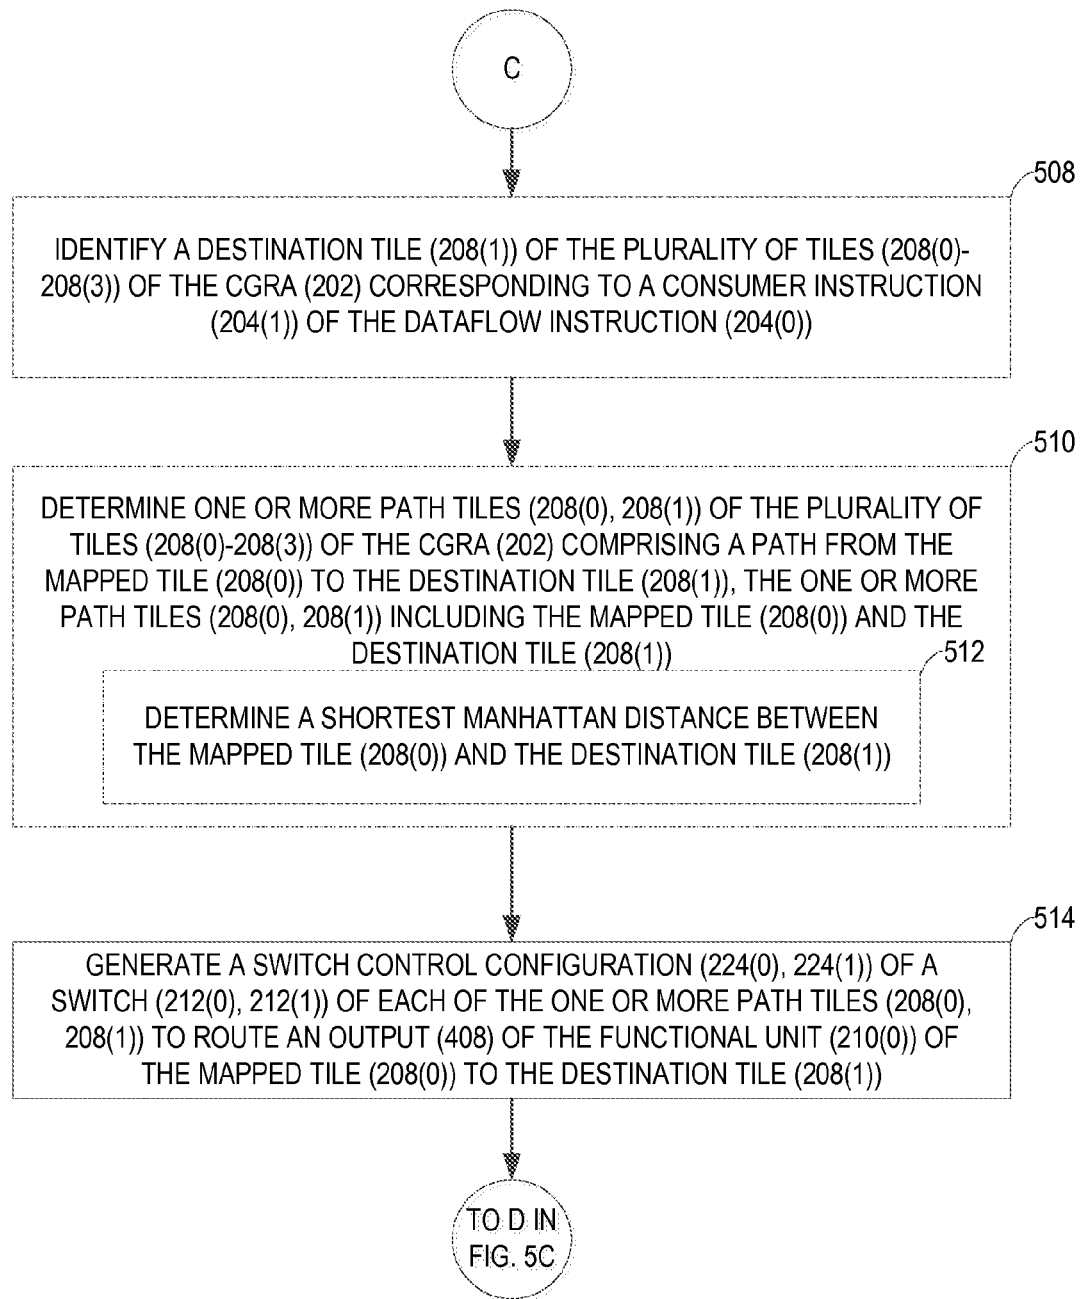 C
508
IDENTIFY A DESTINATION TILE (208(1)) OF THE PLURALITY OF TILES (208(0)-
208(3)) OF THE CGRA (202) CORRESPONDING TO A CONSUMER INSTRUCTION
(204(1)) OF THE DATAFLOW INSTRUCTION (204(0))
510
DETERMINE ONE OR MORE PATH TILES (208(0), 208(1)) OF THE PLURALITY OF
TILES (208(0)-208(3)) OF THE CGRA (202) COMPRISING A PATH FROM THE
MAPPED TILE (208(0)) TO THE DESTINATION TILE (208(1)), THE ONE OR MORE
PATH TILES (208(0), 208(1)) INCLUDING THE MAPPED TILE (208(0)) AND THE
DESTINATION TILE (208(1))
512
DETERMINE A SHORTEST MANHATTAN DISTANCE BETWEEN
THE MAPPED TILE (208(0)) AND THE DESTINATION TILE (208(1))
514
GENERATE A SWITCH CONTROL CONFIGURATION (224(0), 224(1)) OF A
SWITCH (212(0), 212(1)) OF EACH OF THE ONE OR MORE PATH TILES (208(0),
208(1)) TO ROUTE AN OUTPUT (408) OF THE FUNCTIONAL UNIT (210(0)) OF
THE MAPPED TILE (208(0)) TO THE DESTINATION TILE (208(1))
TO D IN
FIG. 5C